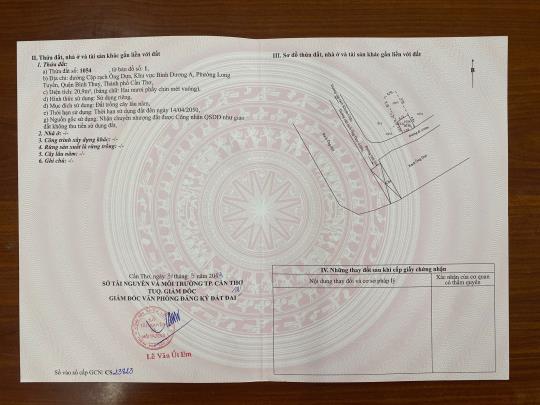 II. Thửa đất, nhà ở và tài sản khác gắn liền với đất
1. Thửa đất:
a) Thửa đất số: 1054 tờ bản đồ số: 1,
b) Địa chỉ: đường Cặp rạch Ông Dựa, Khu vực Bình Dương A, Phường Long
Tuyền, Quận Bình Thuỷ, Thành phố Cần Thơ,
c) Diện tích: 20,9m², (bằng chữ: Hai mươi phẩy chín mét vuông),
d) Hình thức sử dụng: Sử dụng riêng,
đ) Mục đích sử dụng: Đất trồng cây lâu năm,
e) Thời hạn sử dụng: Thời hạn sử dụng đất đến ngày 14/04/2050,
g) Nguồn gốc sử dụng: Nhận chuyển nhượng đất được Công nhận QSDĐ như giao
đất không thu tiền sử dụng đất,
2. Nhà ở: -/-
3. Công trình xây dựng khác: -/-
4. Rừng sản xuất là rừng trồng: -/-
5. Cây lâu năm: -/-
6. Ghi chú: -/-
Cần Thơ, ngày tháng năm
SỞ TÀI NGUYÊN VÀ MÔI TRƯỜNG TP. CẦN THƠ
TUQ. GIÁM ĐỐC
GIÁM ĐỐC VĂN PHÒNG ĐĂNG KÝ ĐẤT ĐAI
Lê Văn Út Em
Số vào sổ cấp GCN: CS
III. Sơ đồ thửa đất, nhà ở và tài sản khác gắn liền với đất
B
IV. Những thay đổi sau khi cấp giấy chứng nhận
Nội dung thay đổi và cơ sở pháp lý
Xác nhận của cơ quan
có thẩm quyền